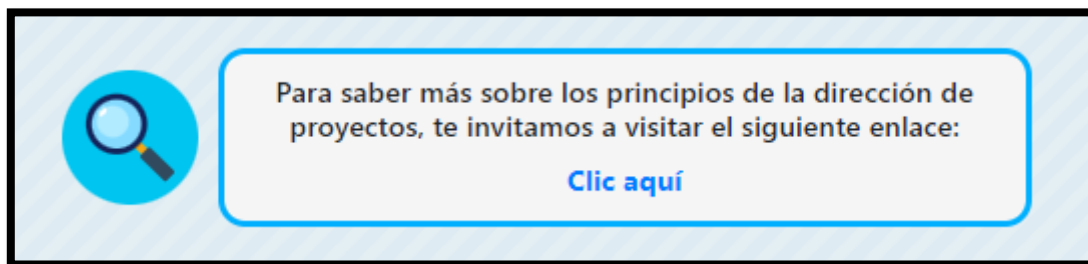 Para saber más sobre los principios de la dirección de
proyectos, te invitamos a visitar el siguiente enlace:
Clic aquí